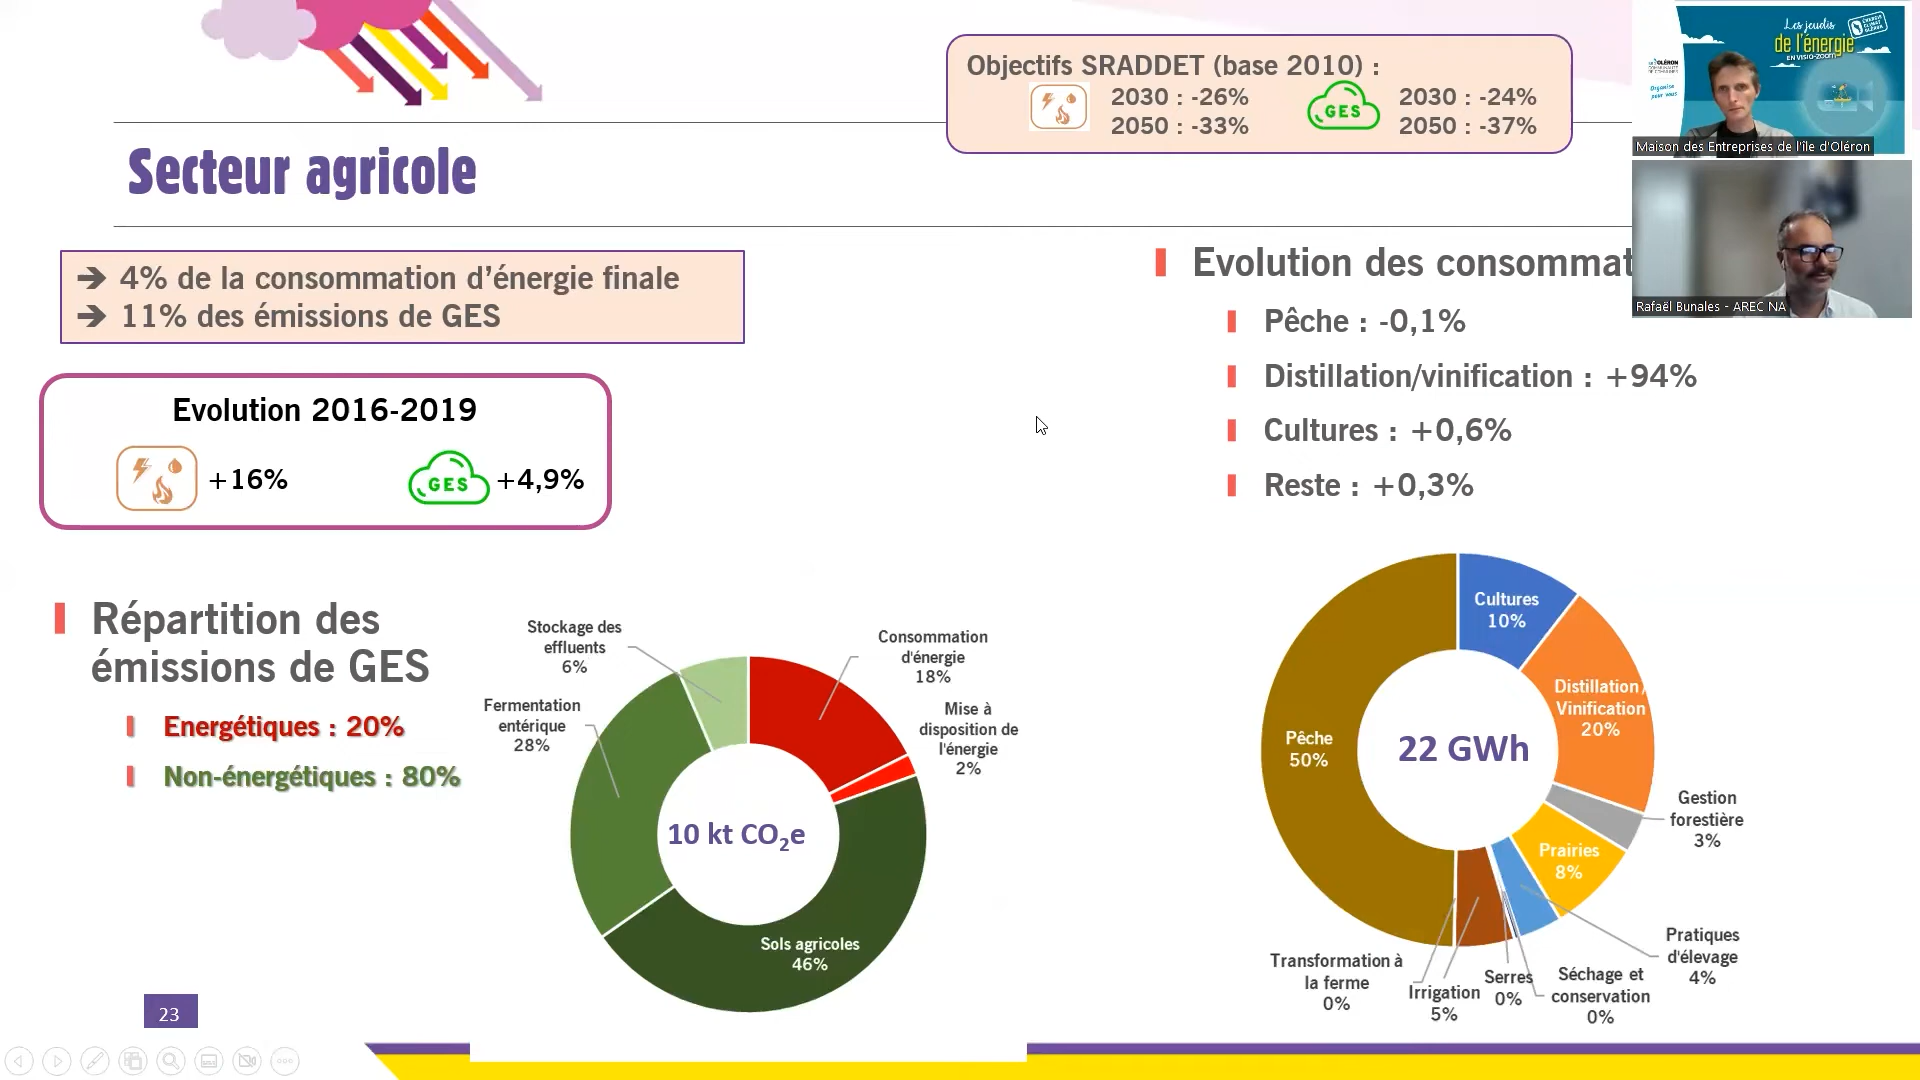 Objectifs SRADDET (base 2010) :
2030 : -26%
2050 : -33%
GES
2030 : -24%
2050 : -37%
Secteur agricole
Les jeudis
de l'énergie
EN VISIO-ZOOM
ÉNERGIE
CLIMAT
OLÉRON
Maison des Entreprises de l'île d'Oléron
Rafaël Bunales - AREC NA
➔ 4% de la consommation d'énergie finale
➔ 11% des émissions de GES
Evolution 2016-2019
+16%
GES
+4,9%
Evolution des consommat
Pêche : -0,1%
Distillation/vinification : +94%
Cultures : +0,6%
Reste : +0,3%
Répartition des
émissions de GES
Energétiques : 20%
Non-énergétiques : 80%
Stockage des
effluents
6%
Consommation
d'énergie
18%
Fermentation
entérique
28%
Mise à
disposition de
l'énergie
2%
10 kt CO₂e
Sols agricoles
46%
Cultures
10%
Distillation/
Vinification
20%
Pêche
50%
22 GWh
Gestion
forestière
3%
Prairies
8%
Pratiques
d'élevage
4%
Transformation à
la ferme
0%
Irrigation
5%
Serres
0%
Séchage et
conservation
0%
23